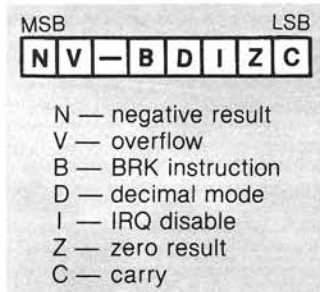 MSB LSB
N V — B D I Z C
N — negative result
V — overflow
B — BRK instruction
D — decimal mode
I — IRQ disable
Z — zero result
C — carry